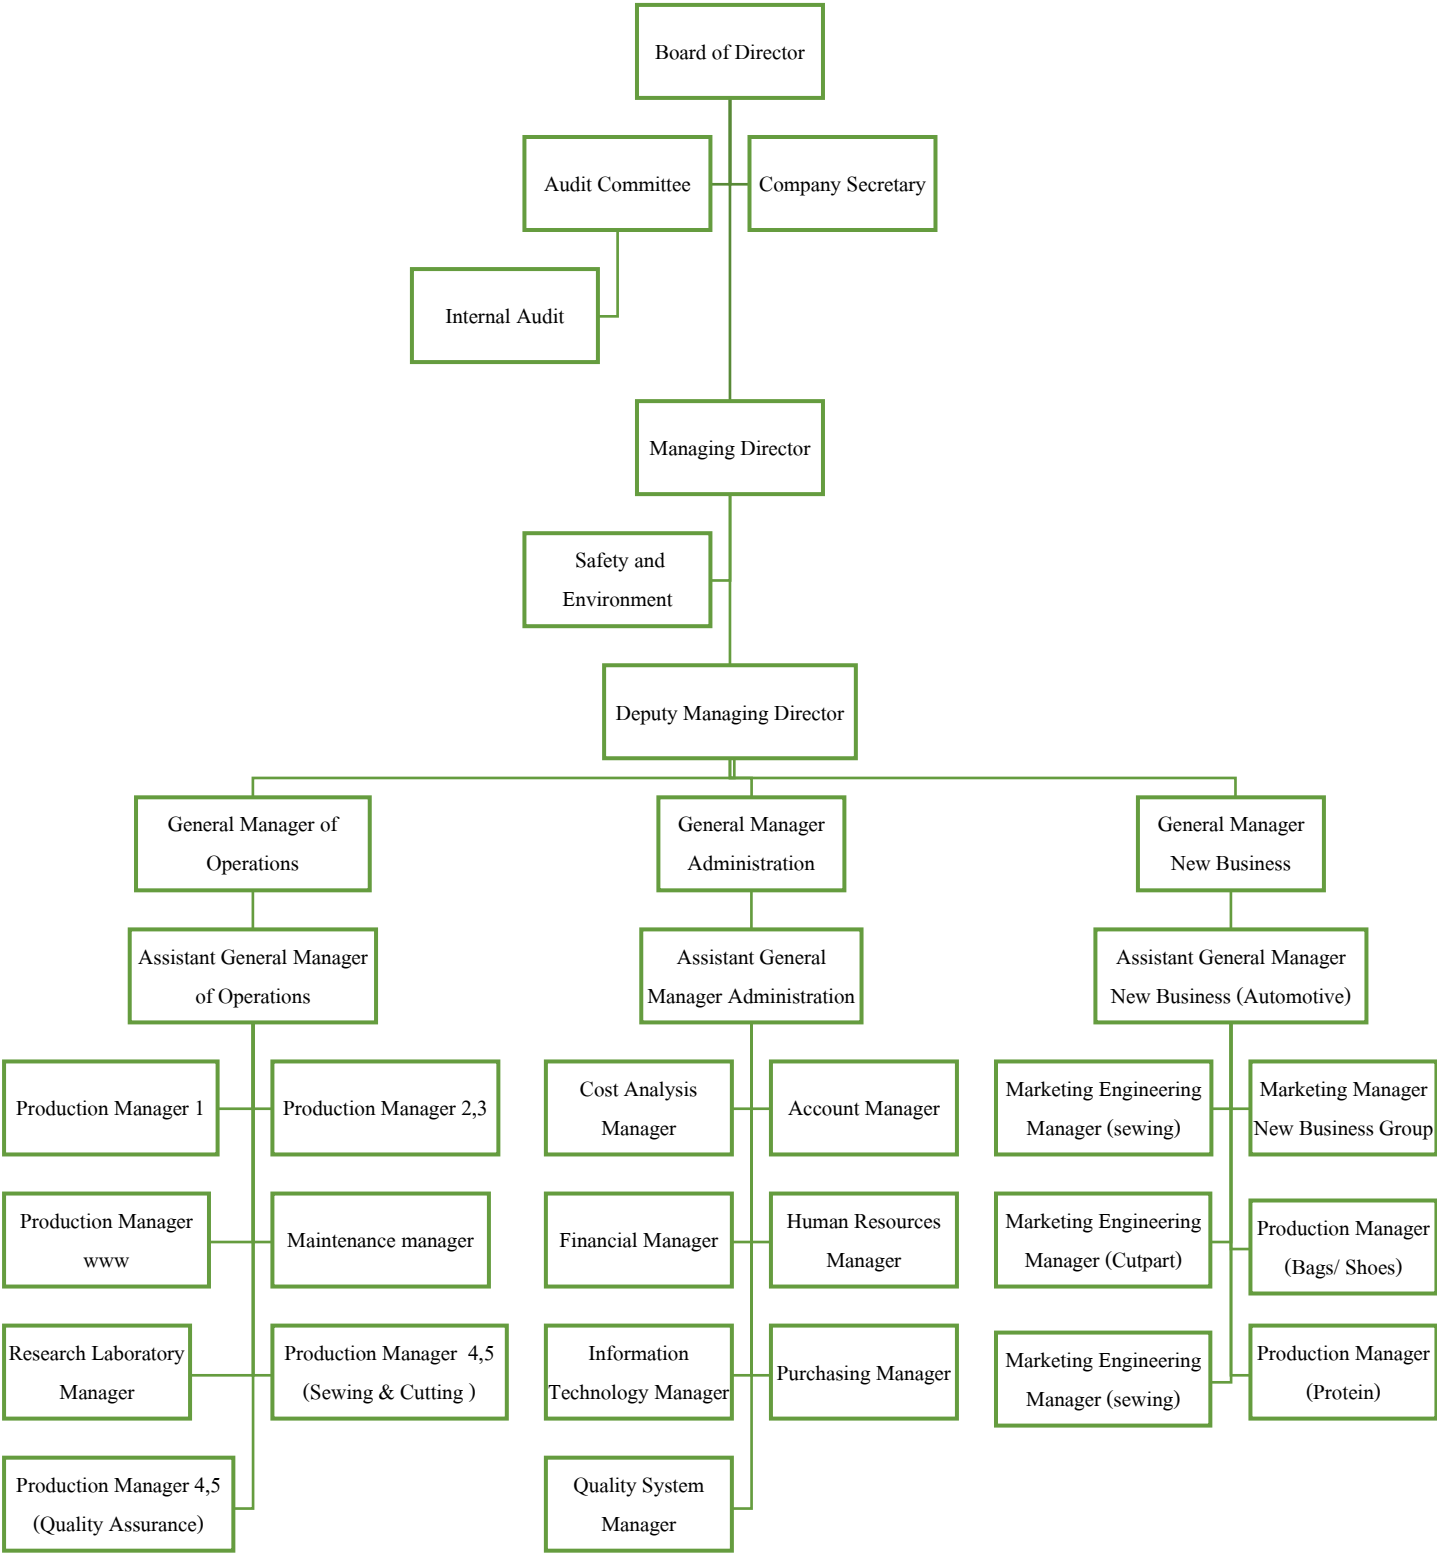 Board of Director
Audit Committee
Company Secretary
Internal Audit
Managing Director
Safety and
Environment
Deputy Managing Director
General Manager of
Operations
General Manager
Administration
General Manager
New Business
Assistant General Manager
of Operations
Assistant General
Manager Administration
Assistant General Manager
New Business (Automotive)
Production Manager 1
Production Manager 2,3
Cost Analysis
Manager
Account Manager
Marketing Engineering
Manager (sewing)
Marketing Manager
New Business Group
Production Manager
www
Maintenance manager
Financial Manager
Human Resources
Manager
Marketing Engineering
Manager (Cutpart)
Production Manager
(Bags/ Shoes)
Research Laboratory
Manager
Production Manager 4,5
(Sewing & Cutting )
Information
Technology Manager
Purchasing Manager
Marketing Engineering
Manager (sewing)
Production Manager
(Protein)
Production Manager 4,5
(Quality Assurance)
Quality System
Manager